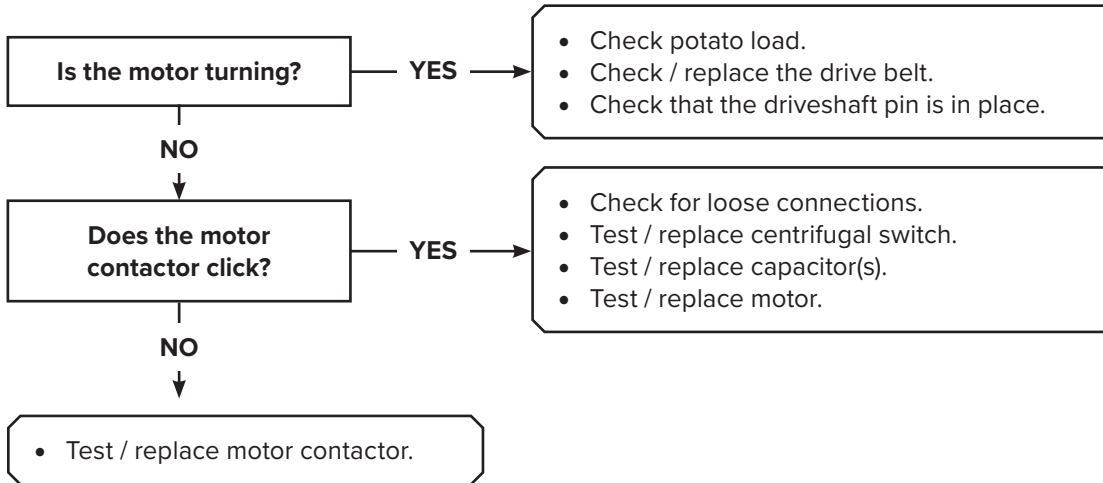 Is the motor turning?
YES
• Check potato load.
• Check / replace the drive belt.
• Check that the driveshaft pin is in place.
NO
Does the motor
contactor click?
YES
• Check for loose connections.
• Test / replace centrifugal switch.
• Test / replace capacitor(s).
• Test / replace motor.
NO
• Test / replace motor contactor.